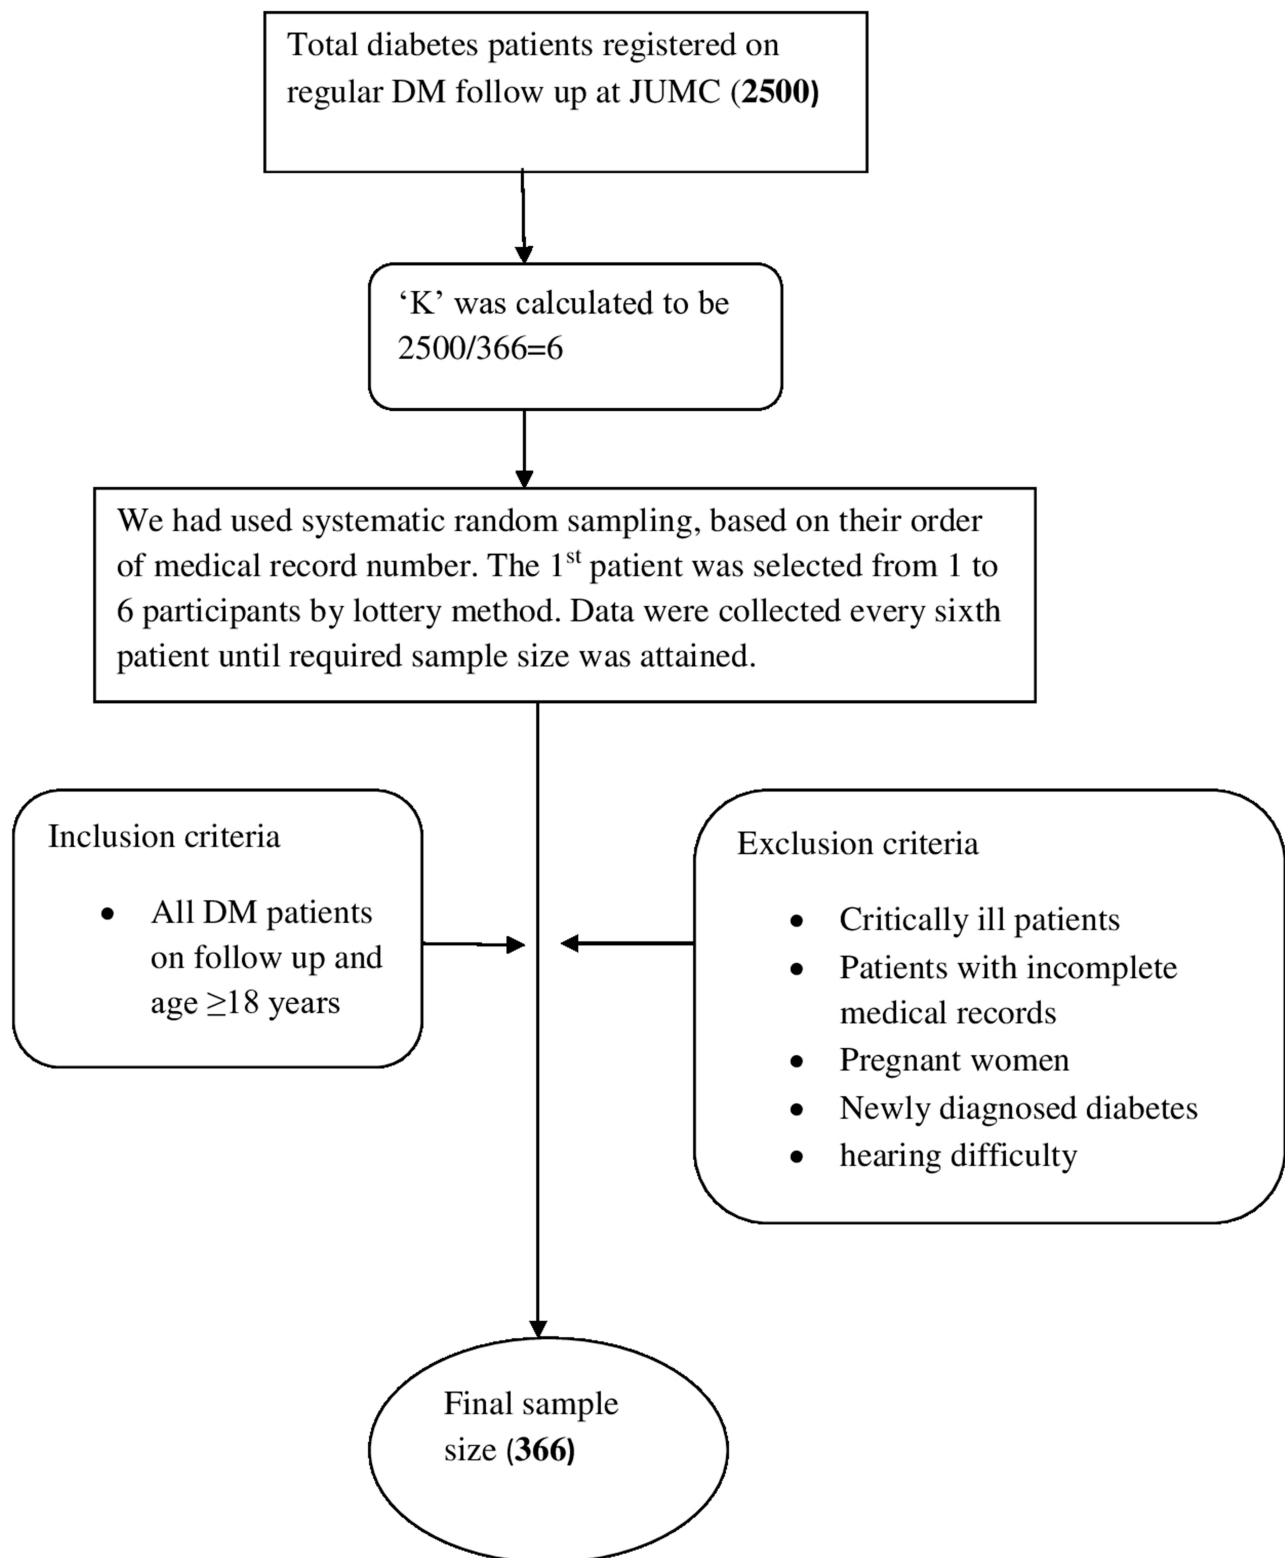 Total diabetes patients registered on
regular DM follow up at JUMC (2500)
‘K’ was calculated to be
2500/366=6
We had used systematic random sampling, based on their order
of medical record number. The 1st patient was selected from 1 to
6 participants by lottery method. Data were collected every sixth
patient until required sample size was attained.
Inclusion criteria
• All DM patients
on follow up and
age ≥18 years
Exclusion criteria
• Critically ill patients
• Patients with incomplete
medical records
• Pregnant women
• Newly diagnosed diabetes
• hearing difficulty
Final sample
size (366)